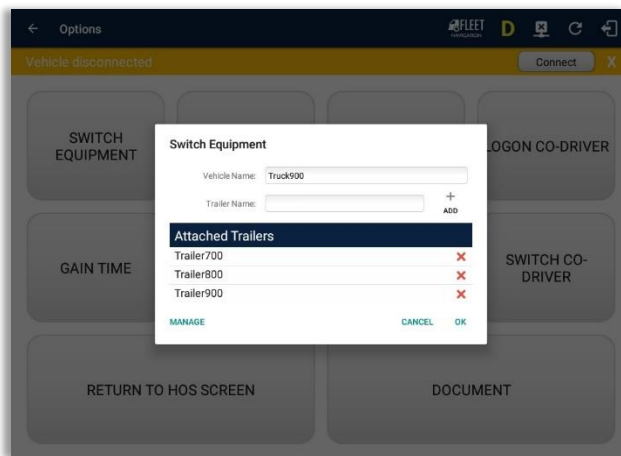 Options
FLEET
NAVIGATION
D
Vehicle disconnected
Connect
X
SWITCH
EQUIPMENT
LOGON CO-DRIVER
Switch Equipment
Vehicle Name:
Truck900
Trailer Name:
ADD
Attached Trailers
Trailer700
Trailer800
Trailer900
MANAGE
CANCEL
OK
GAIN TIME
SWITCH CO-
DRIVER
RETURN TO HOS SCREEN
DOCUMENT